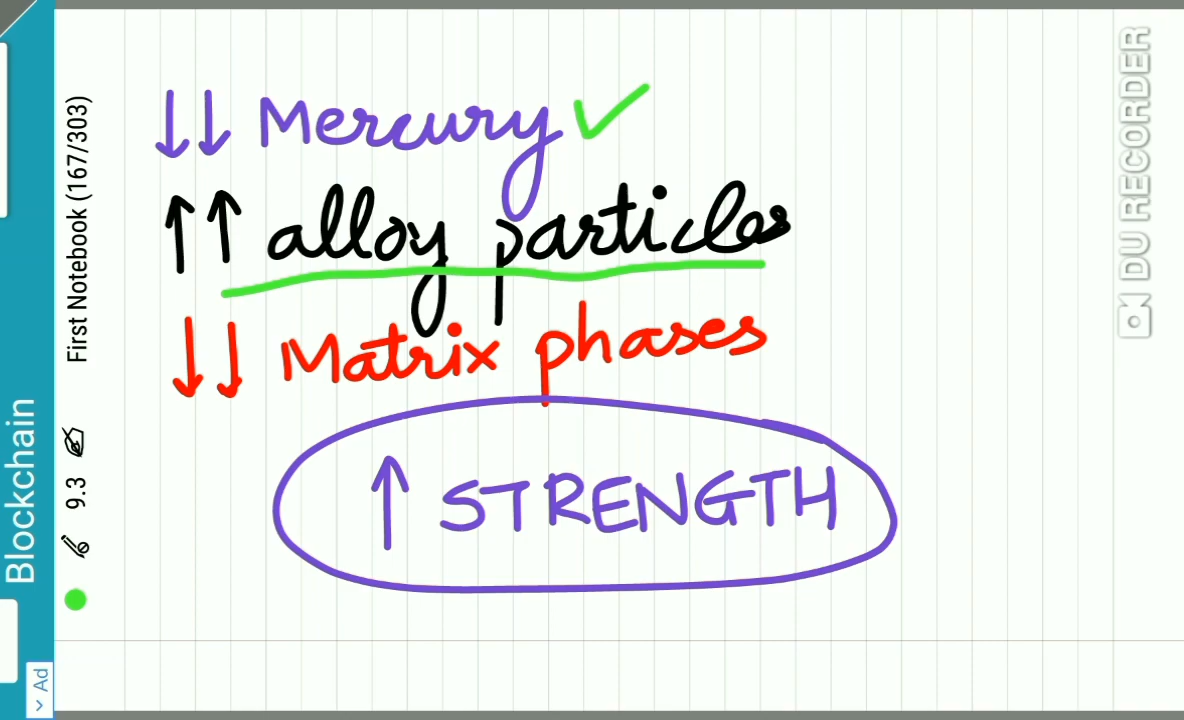 ↓↓ Mercury ✓
↑↑ alloy particles
↓↓ Matrix phases
↑ STRENGTH
First Notebook (167/303)
9.3
Blockchain
Ad
DU RECORDER